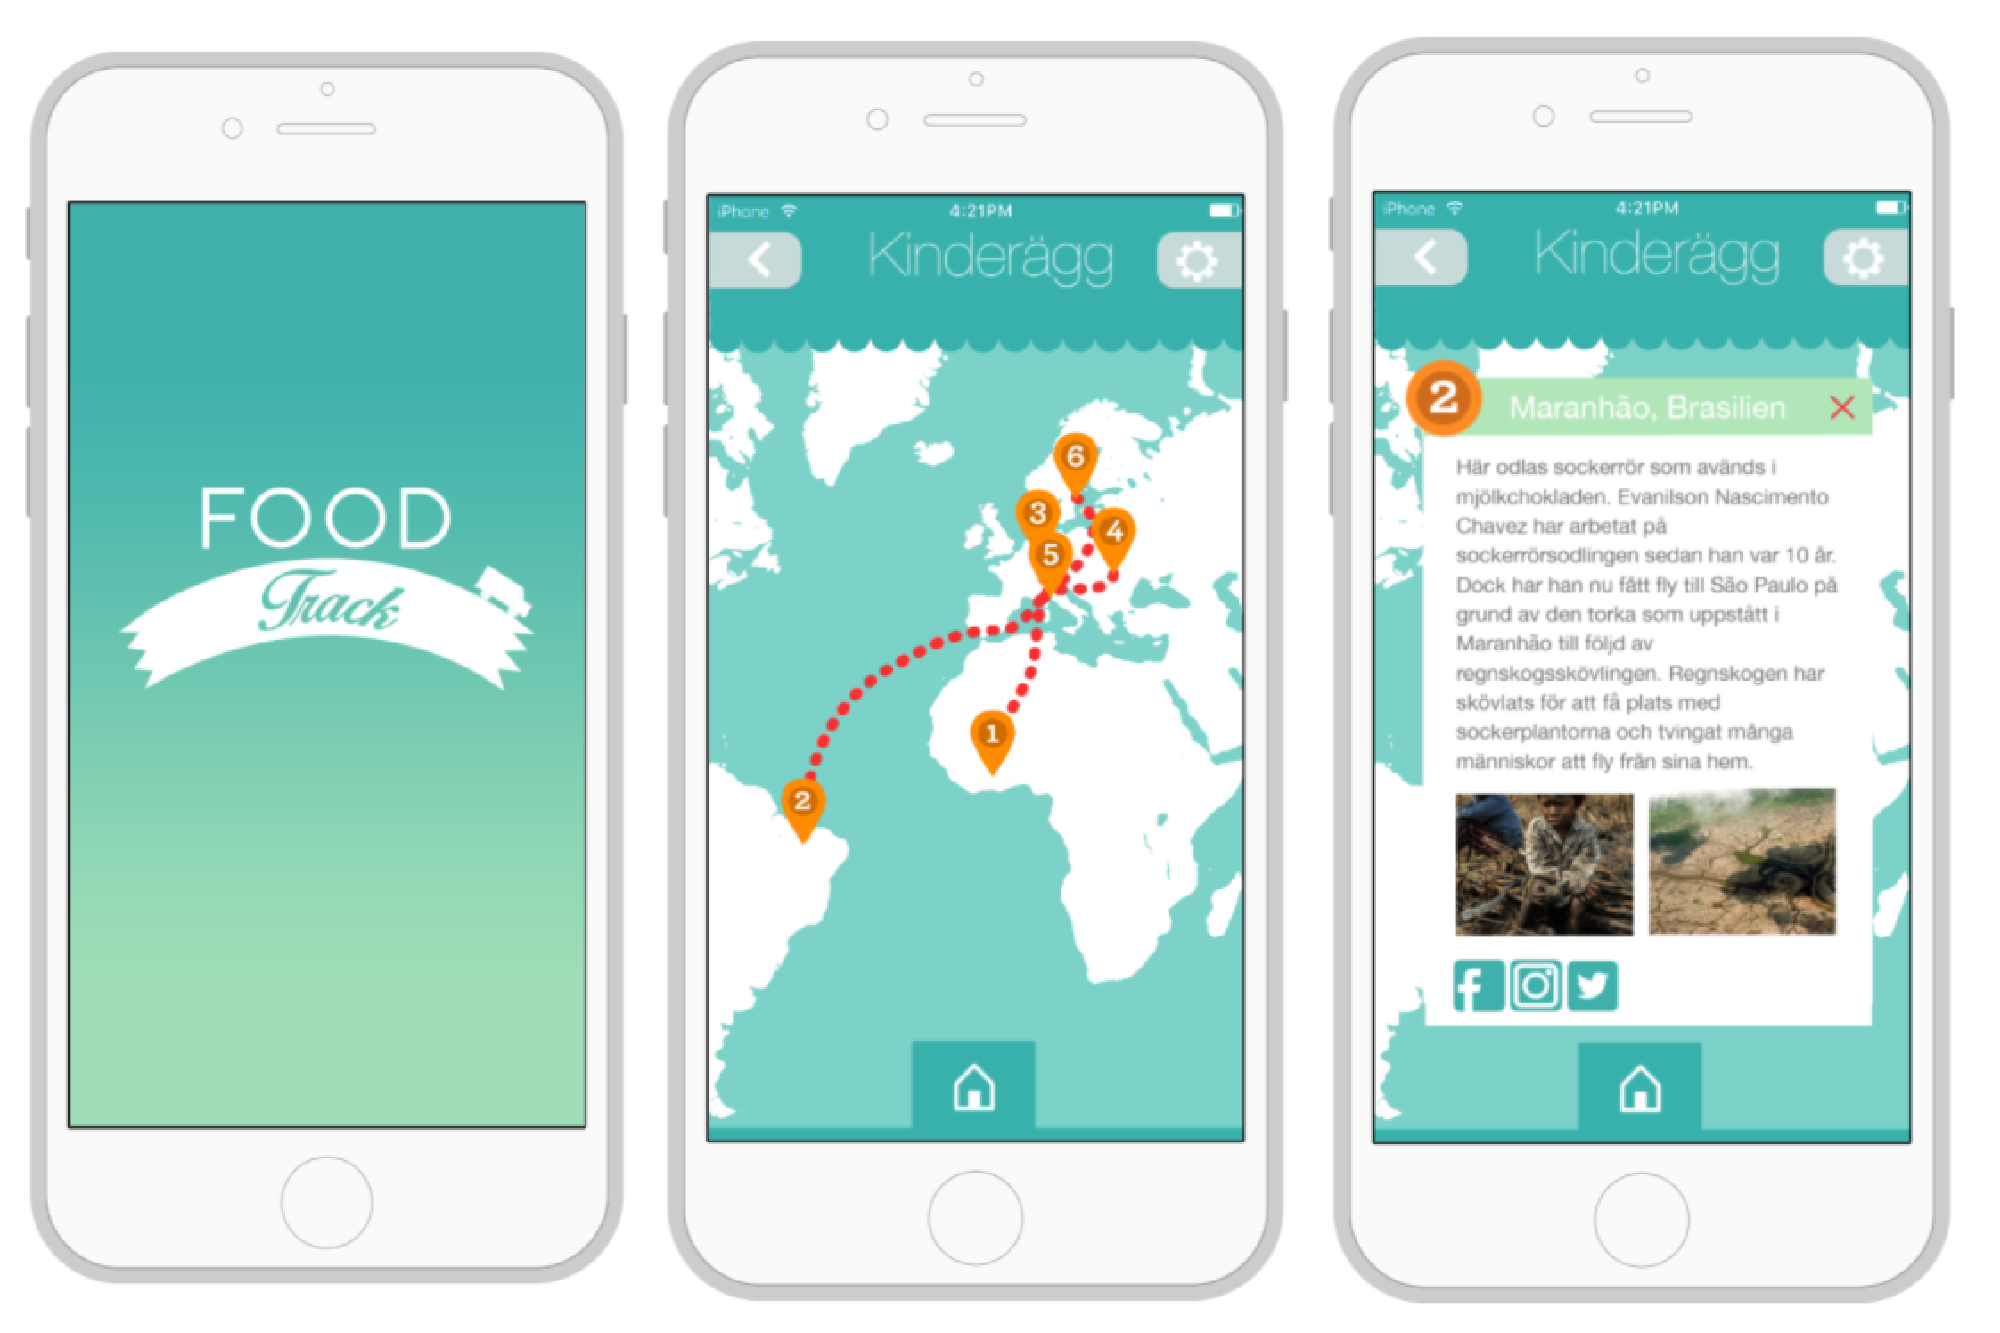 FOOD
Track
iPhone 4:21PM
Kinderägg
6
3
4
5
1
2
iPhone 4:21PM
Kinderägg
2 Maranhão, Brasilien
Här odlas sockerrör som avänds i
mjölkchokladen. Evanilson Nascimento
Chavez har arbetat på
sockerrörsodlingen sedan han var 10 år.
Dock har han nu fått fly till São Paulo på
grund av den torka som uppstått i
Maranhão till följd av
regnskogsskövlingen. Regnskogen har
skövlats för att få plats med
sockerplantorna och tvingat många
människor att fly från sina hem.